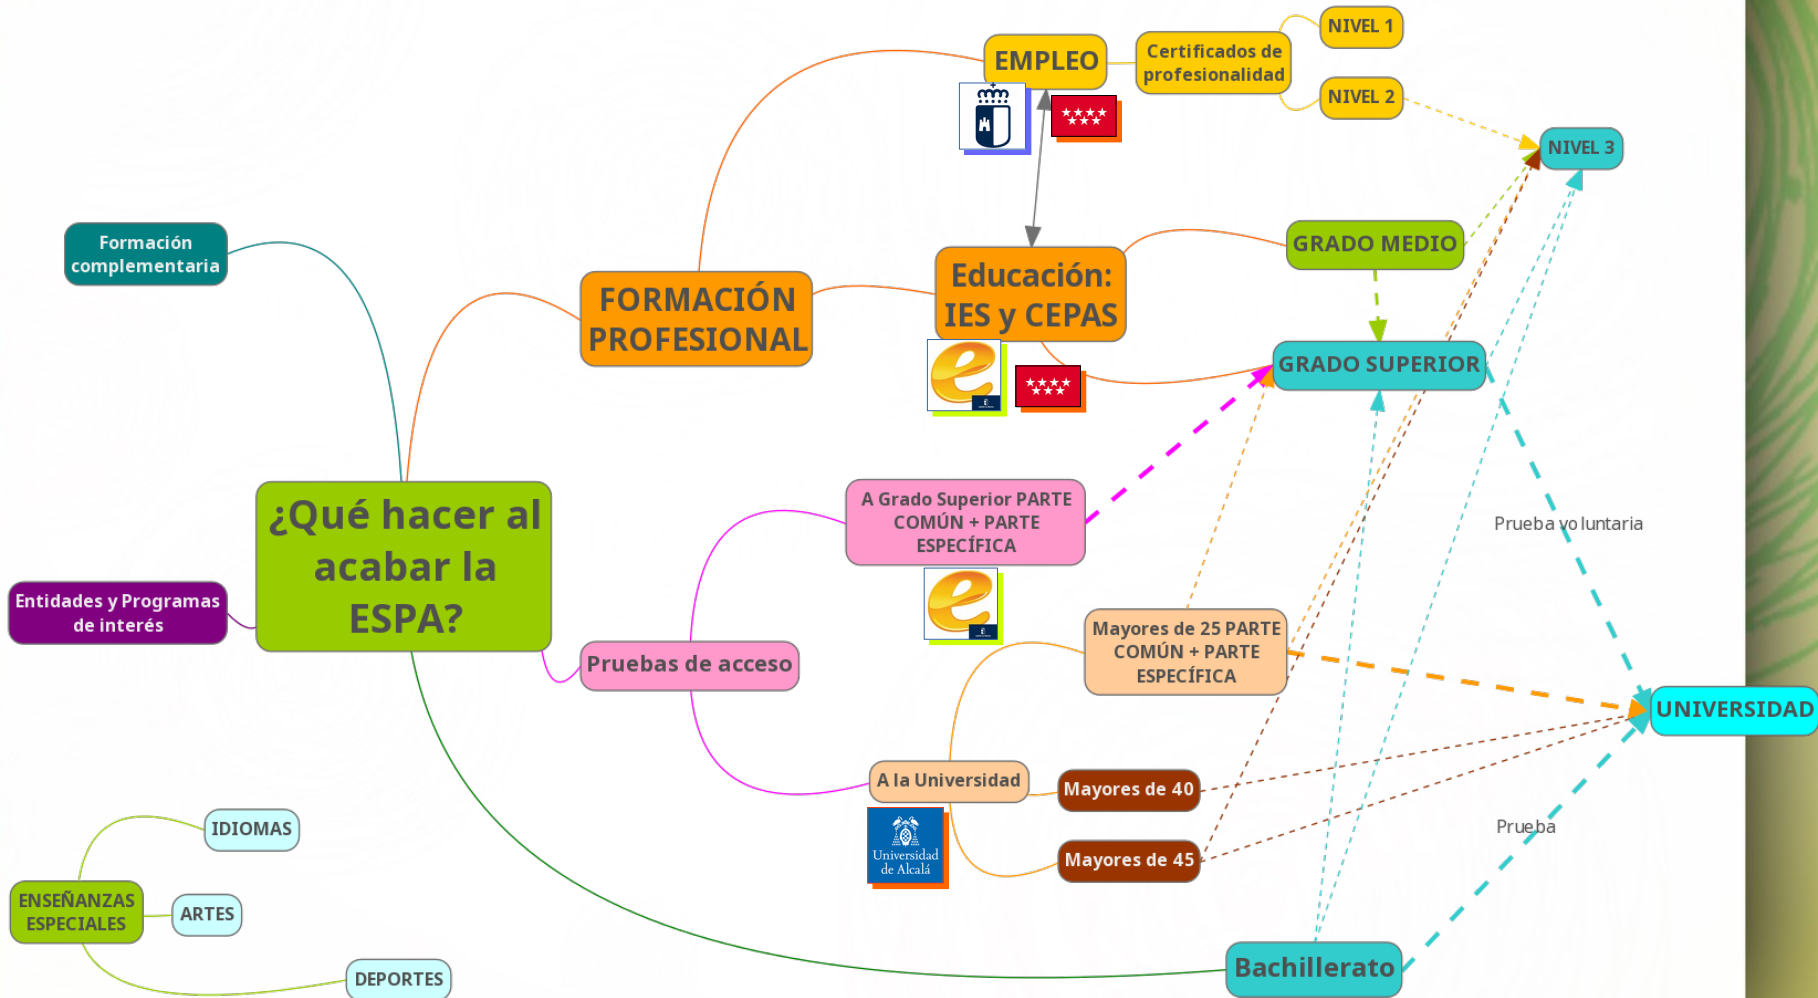 ¿Qué hacer al
acabar la
ESPA?
Formación
complementaria
Entidades y Programas
de interés
FORMACIÓN
PROFESIONAL
EMPLEO
Certificados de
profesionalidad
NIVEL 1
NIVEL 2
NIVEL 3
Educación:
IES y CEPAS
GRADO MEDIO
GRADO SUPERIOR
Pruebas de acceso
A Grado Superior PARTE
COMÚN + PARTE
ESPECÍFICA
A la Universidad
Universidad
de Alcalá
Mayores de 25 PARTE
COMÚN + PARTE
ESPECÍFICA
Mayores de 40
Mayores de 45
Prueba voluntaria
UNIVERSIDAD
Prueba
Bachillerato
ENSEÑANZAS
ESPECIALES
IDIOMAS
ARTES
DEPORTES